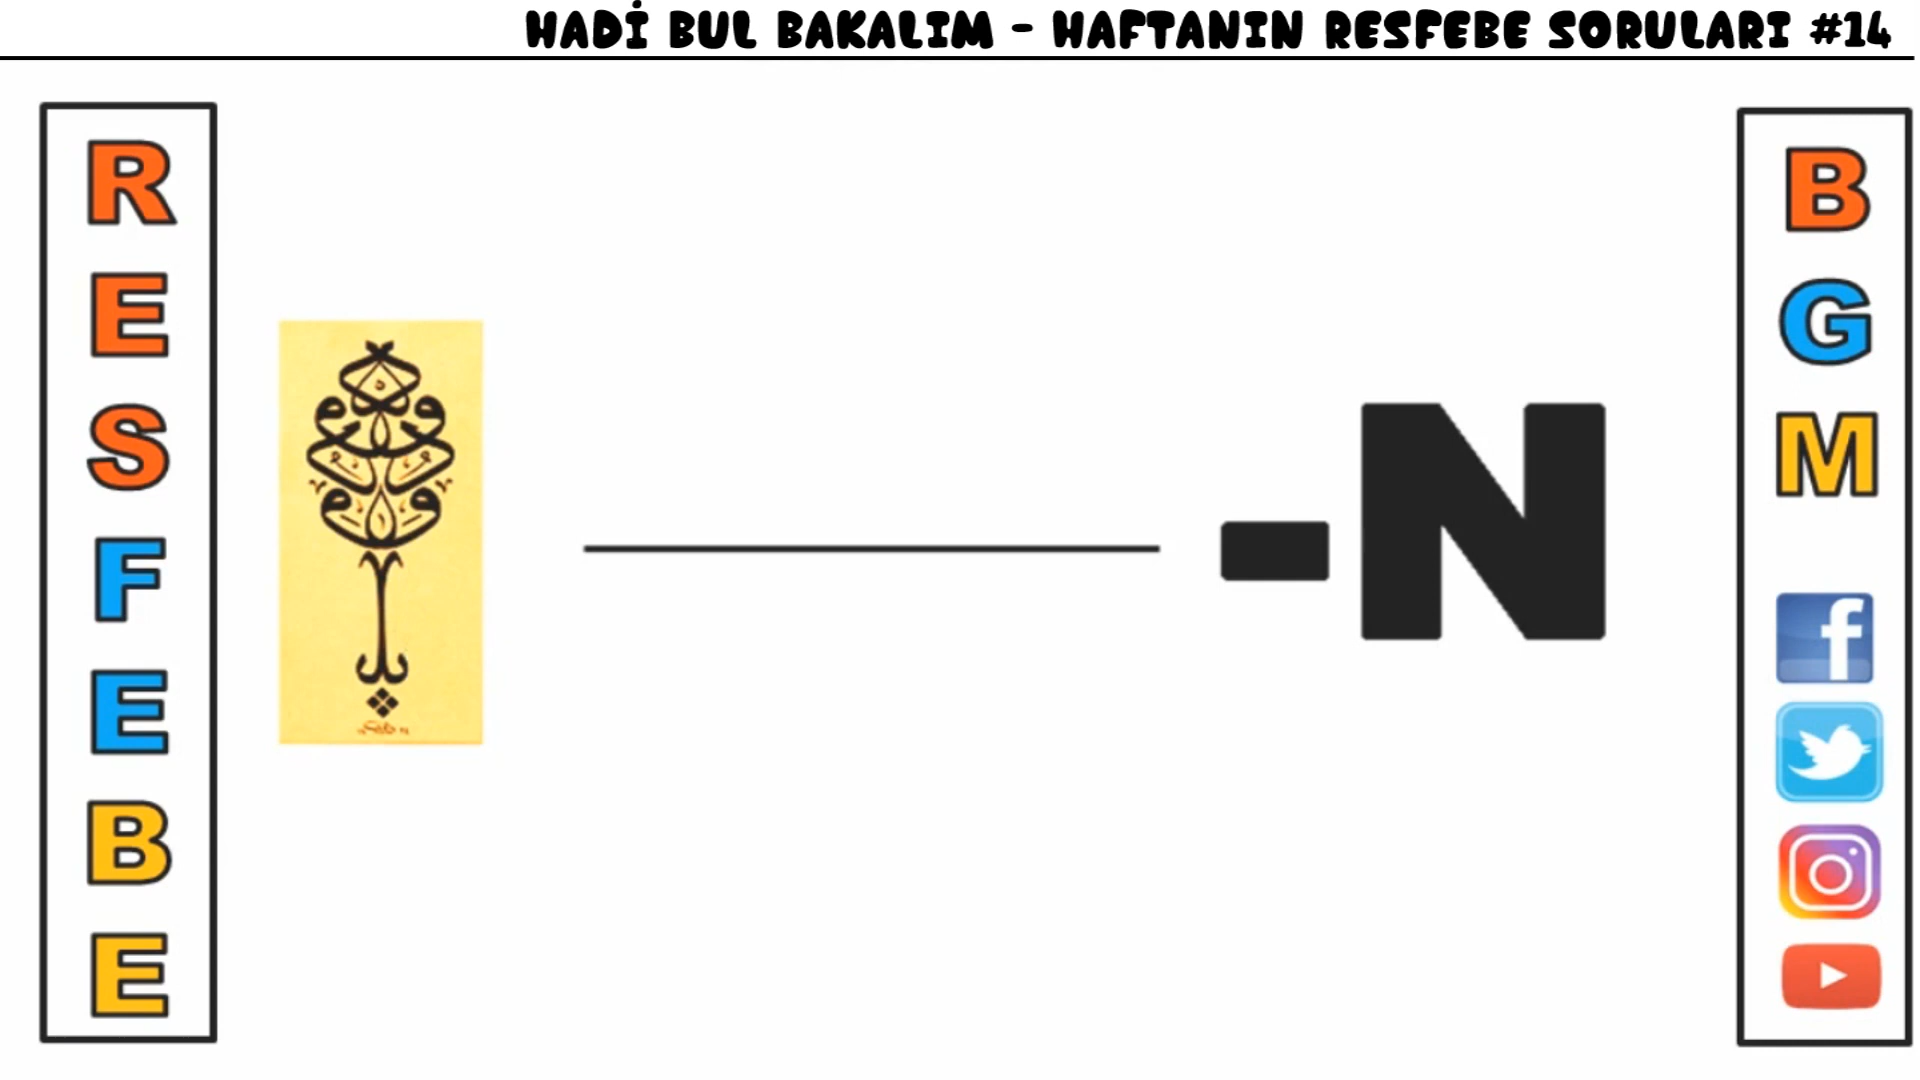 HADİ BUL BAKALIM - HAFTANIN RESFEBE SORULARI #14
R
E
S
F
E
B
E
-N
B
G
M